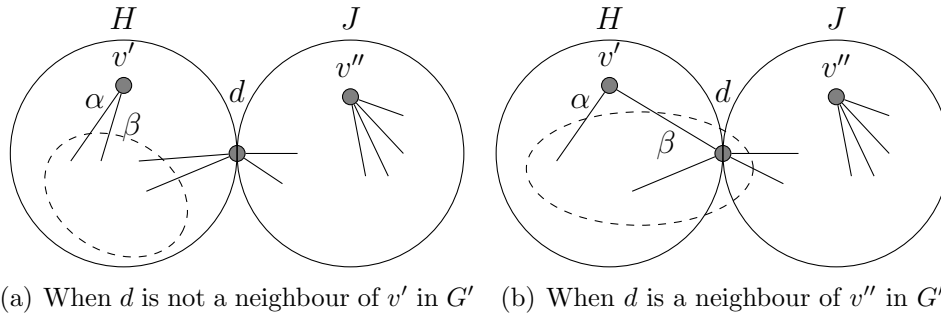 H J H J
v′ v″ v′ v″
α β d α β d
(a) When d is not a neighbour of v′ in G′ (b) When d is a neighbour of v″ in G′